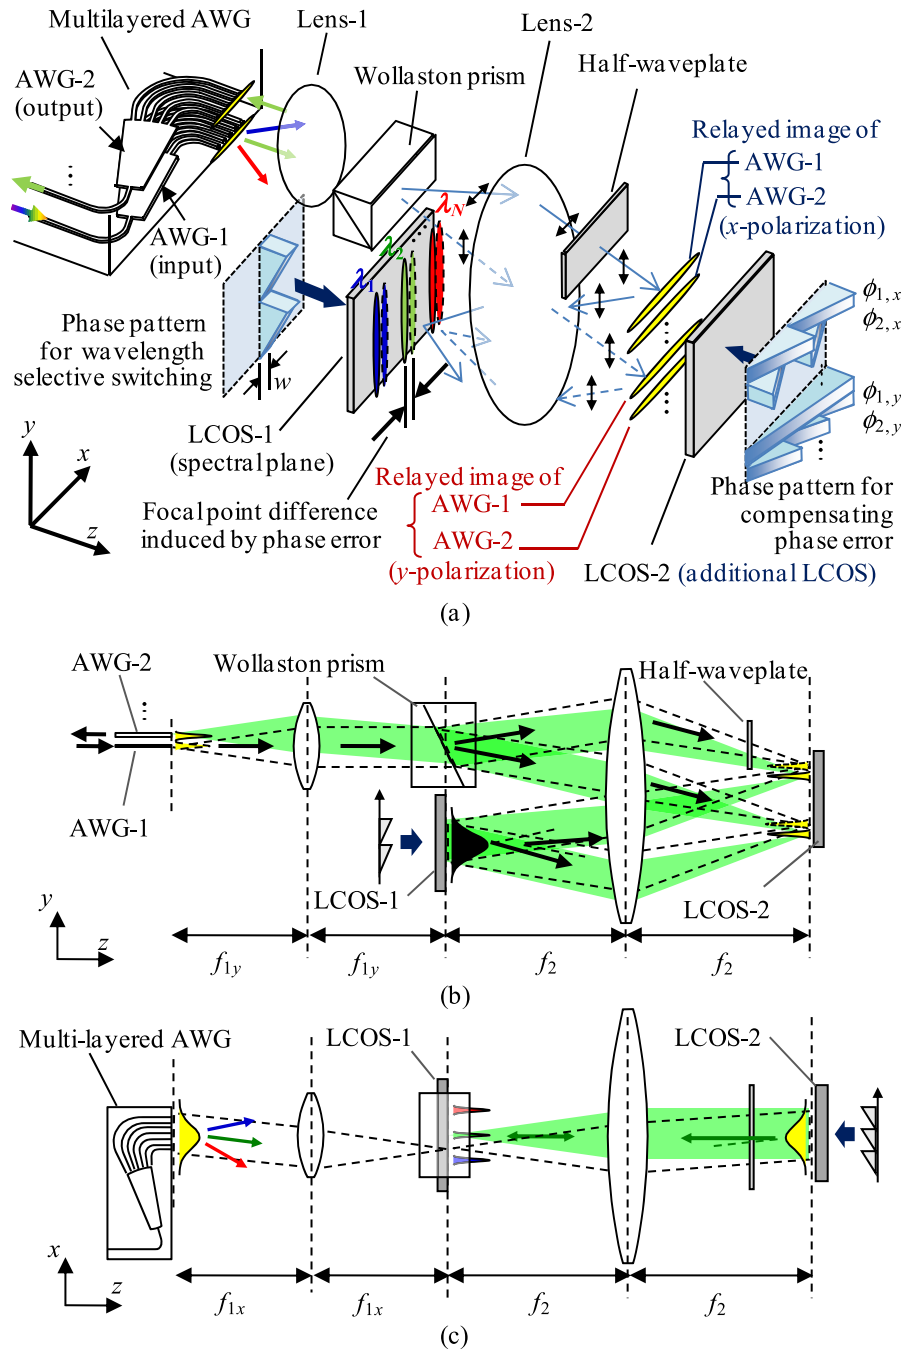 Multilayered AWG
Lens-1
Lens-2
Wollaston prism
Half-waveplate
AWG-2
(output)
Relayed image of
AWG-1
AWG-2
(x-polarization)
λN
λ2
λ1
AWG-1
(input)
ϕ1, x
ϕ2, x
Phase pattern
for wavelength
selective switching
w
ϕ1, y
ϕ2, y
LCOS-1
(spectral plane)
y
x
z
Relayed image of
AWG-1
AWG-2
(y-polarization)
Focal point difference
induced by phase error
Phase pattern for
compensating
phase error
LCOS-2 (additional LCOS)
(a)
AWG-2
Wollaston prism
Half-waveplate
AWG-1
LCOS-1
LCOS-2
y
z
f1y
f1y
f2
f2
(b)
Multi-layered AWG
LCOS-1
LCOS-2
x
z
f1x
f1x
f2
f2
(c)